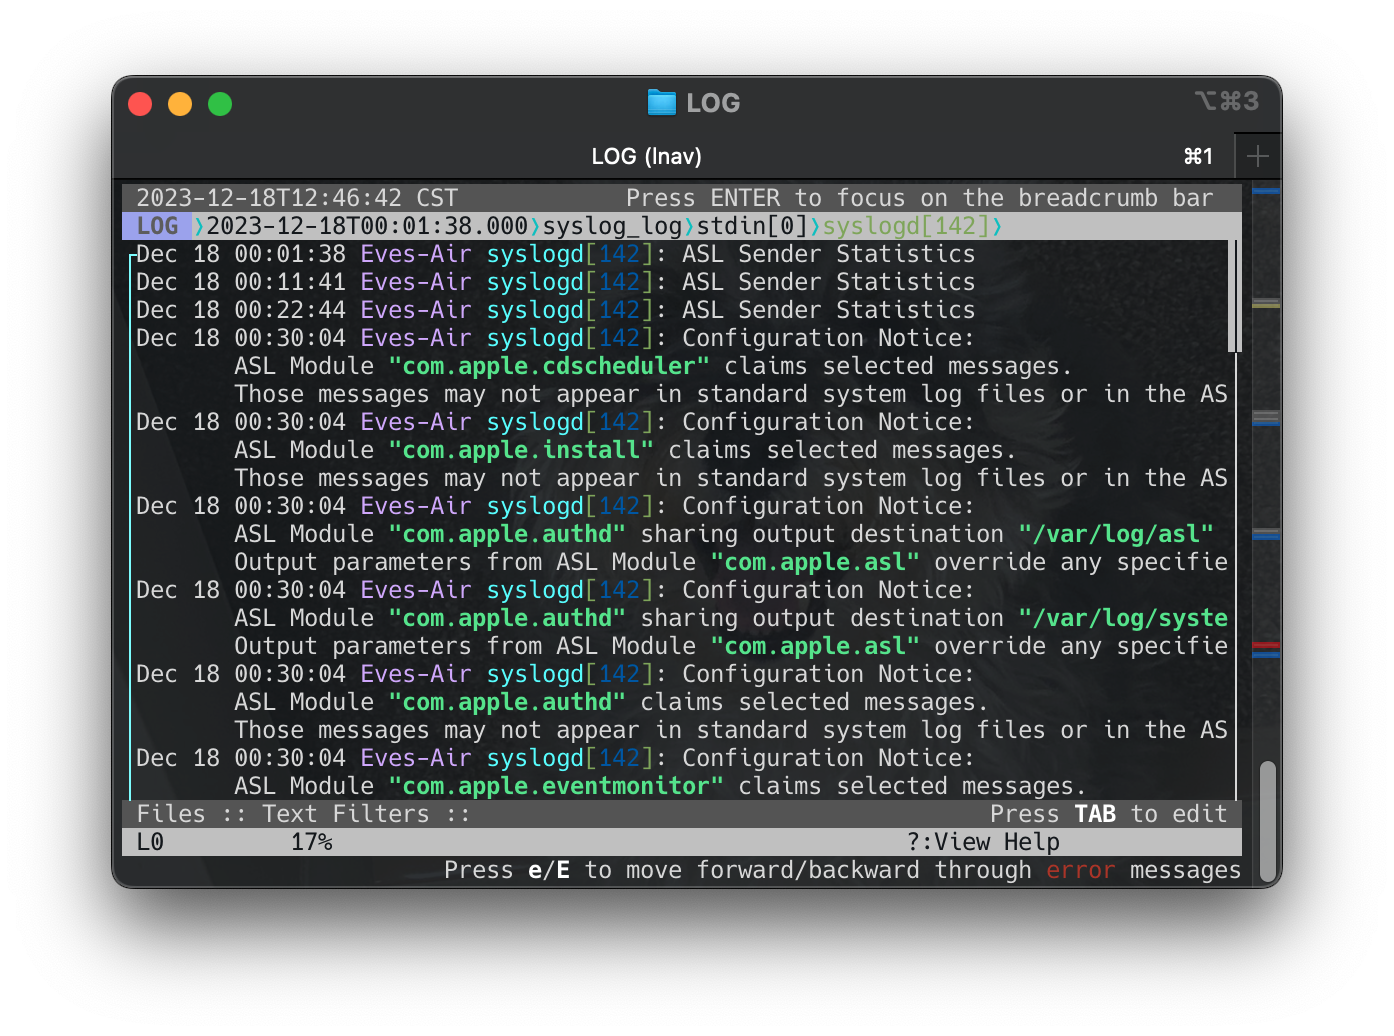 LOG
⌥⌘3
LOG (lnav)
⌘1
2023-12-18T12:46:42 CST Press ENTER to focus on the breadcrumb bar
LOG ❭2023-12-18T00:01:38.000❭syslog_log❭stdin[0]❭syslogd[142]❭
Dec 18 00:01:38 Eves-Air syslogd[142]: ASL Sender Statistics
Dec 18 00:11:41 Eves-Air syslogd[142]: ASL Sender Statistics
Dec 18 00:22:44 Eves-Air syslogd[142]: ASL Sender Statistics
Dec 18 00:30:04 Eves-Air syslogd[142]: Configuration Notice:
ASL Module "com.apple.cdscheduler" claims selected messages.
Those messages may not appear in standard system log files or in the AS
Dec 18 00:30:04 Eves-Air syslogd[142]: Configuration Notice:
ASL Module "com.apple.install" claims selected messages.
Those messages may not appear in standard system log files or in the AS
Dec 18 00:30:04 Eves-Air syslogd[142]: Configuration Notice:
ASL Module "com.apple.authd" sharing output destination "/var/log/asl"
Output parameters from ASL Module "com.apple.asl" override any specifie
Dec 18 00:30:04 Eves-Air syslogd[142]: Configuration Notice:
ASL Module "com.apple.authd" sharing output destination "/var/log/syste
Output parameters from ASL Module "com.apple.asl" override any specifie
Dec 18 00:30:04 Eves-Air syslogd[142]: Configuration Notice:
ASL Module "com.apple.authd" claims selected messages.
Those messages may not appear in standard system log files or in the AS
Dec 18 00:30:04 Eves-Air syslogd[142]: Configuration Notice:
ASL Module "com.apple.eventmonitor" claims selected messages.
Files :: Text Filters :: Press TAB to edit
L0 17% ?:View Help
Press e/E to move forward/backward through error messages